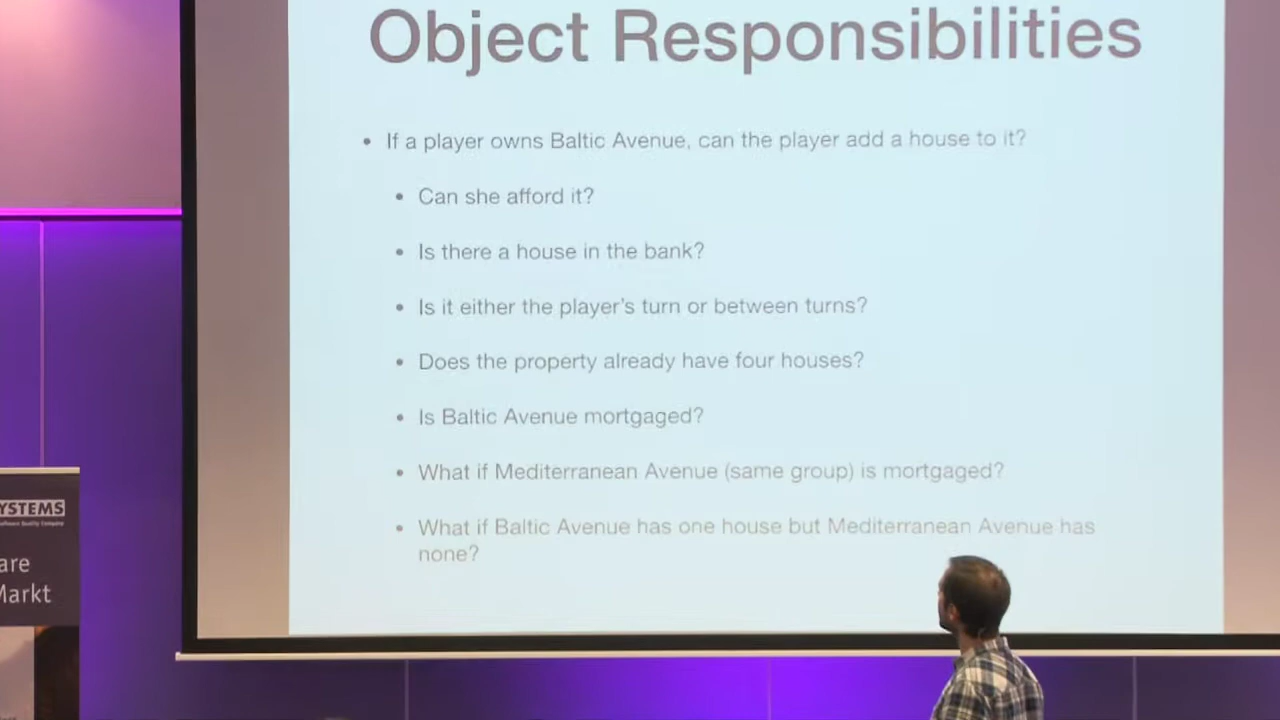 Object Responsibilities
• If a player owns Baltic Avenue, can the player add a house to it?
• Can she afford it?
• Is there a house in the bank?
• Is it either the player's turn or between turns?
• Does the property already have four houses?
• Is Baltic Avenue mortgaged?
• What if Mediterranean Avenue (same group) is mortgaged?
• What if Baltic Avenue has one house but Mediterranean Avenue has
none?
YSTEMS
Software Quality Company
are
Markt